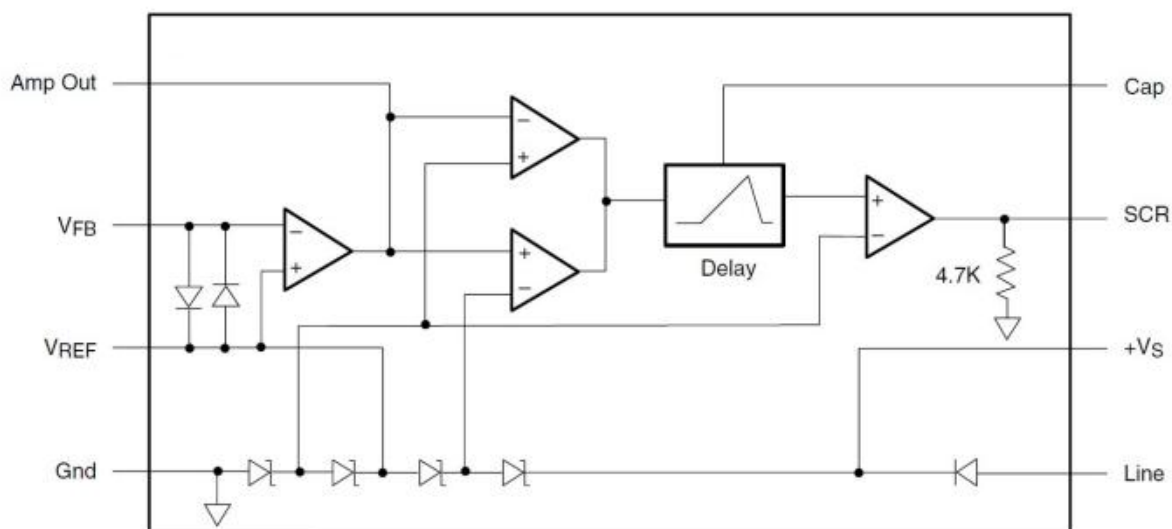 Amp Out
Cap
−
+
VFB
−
+
+
−
Delay
+
−
SCR
4.7K
VREF
+VS
Gnd
Line